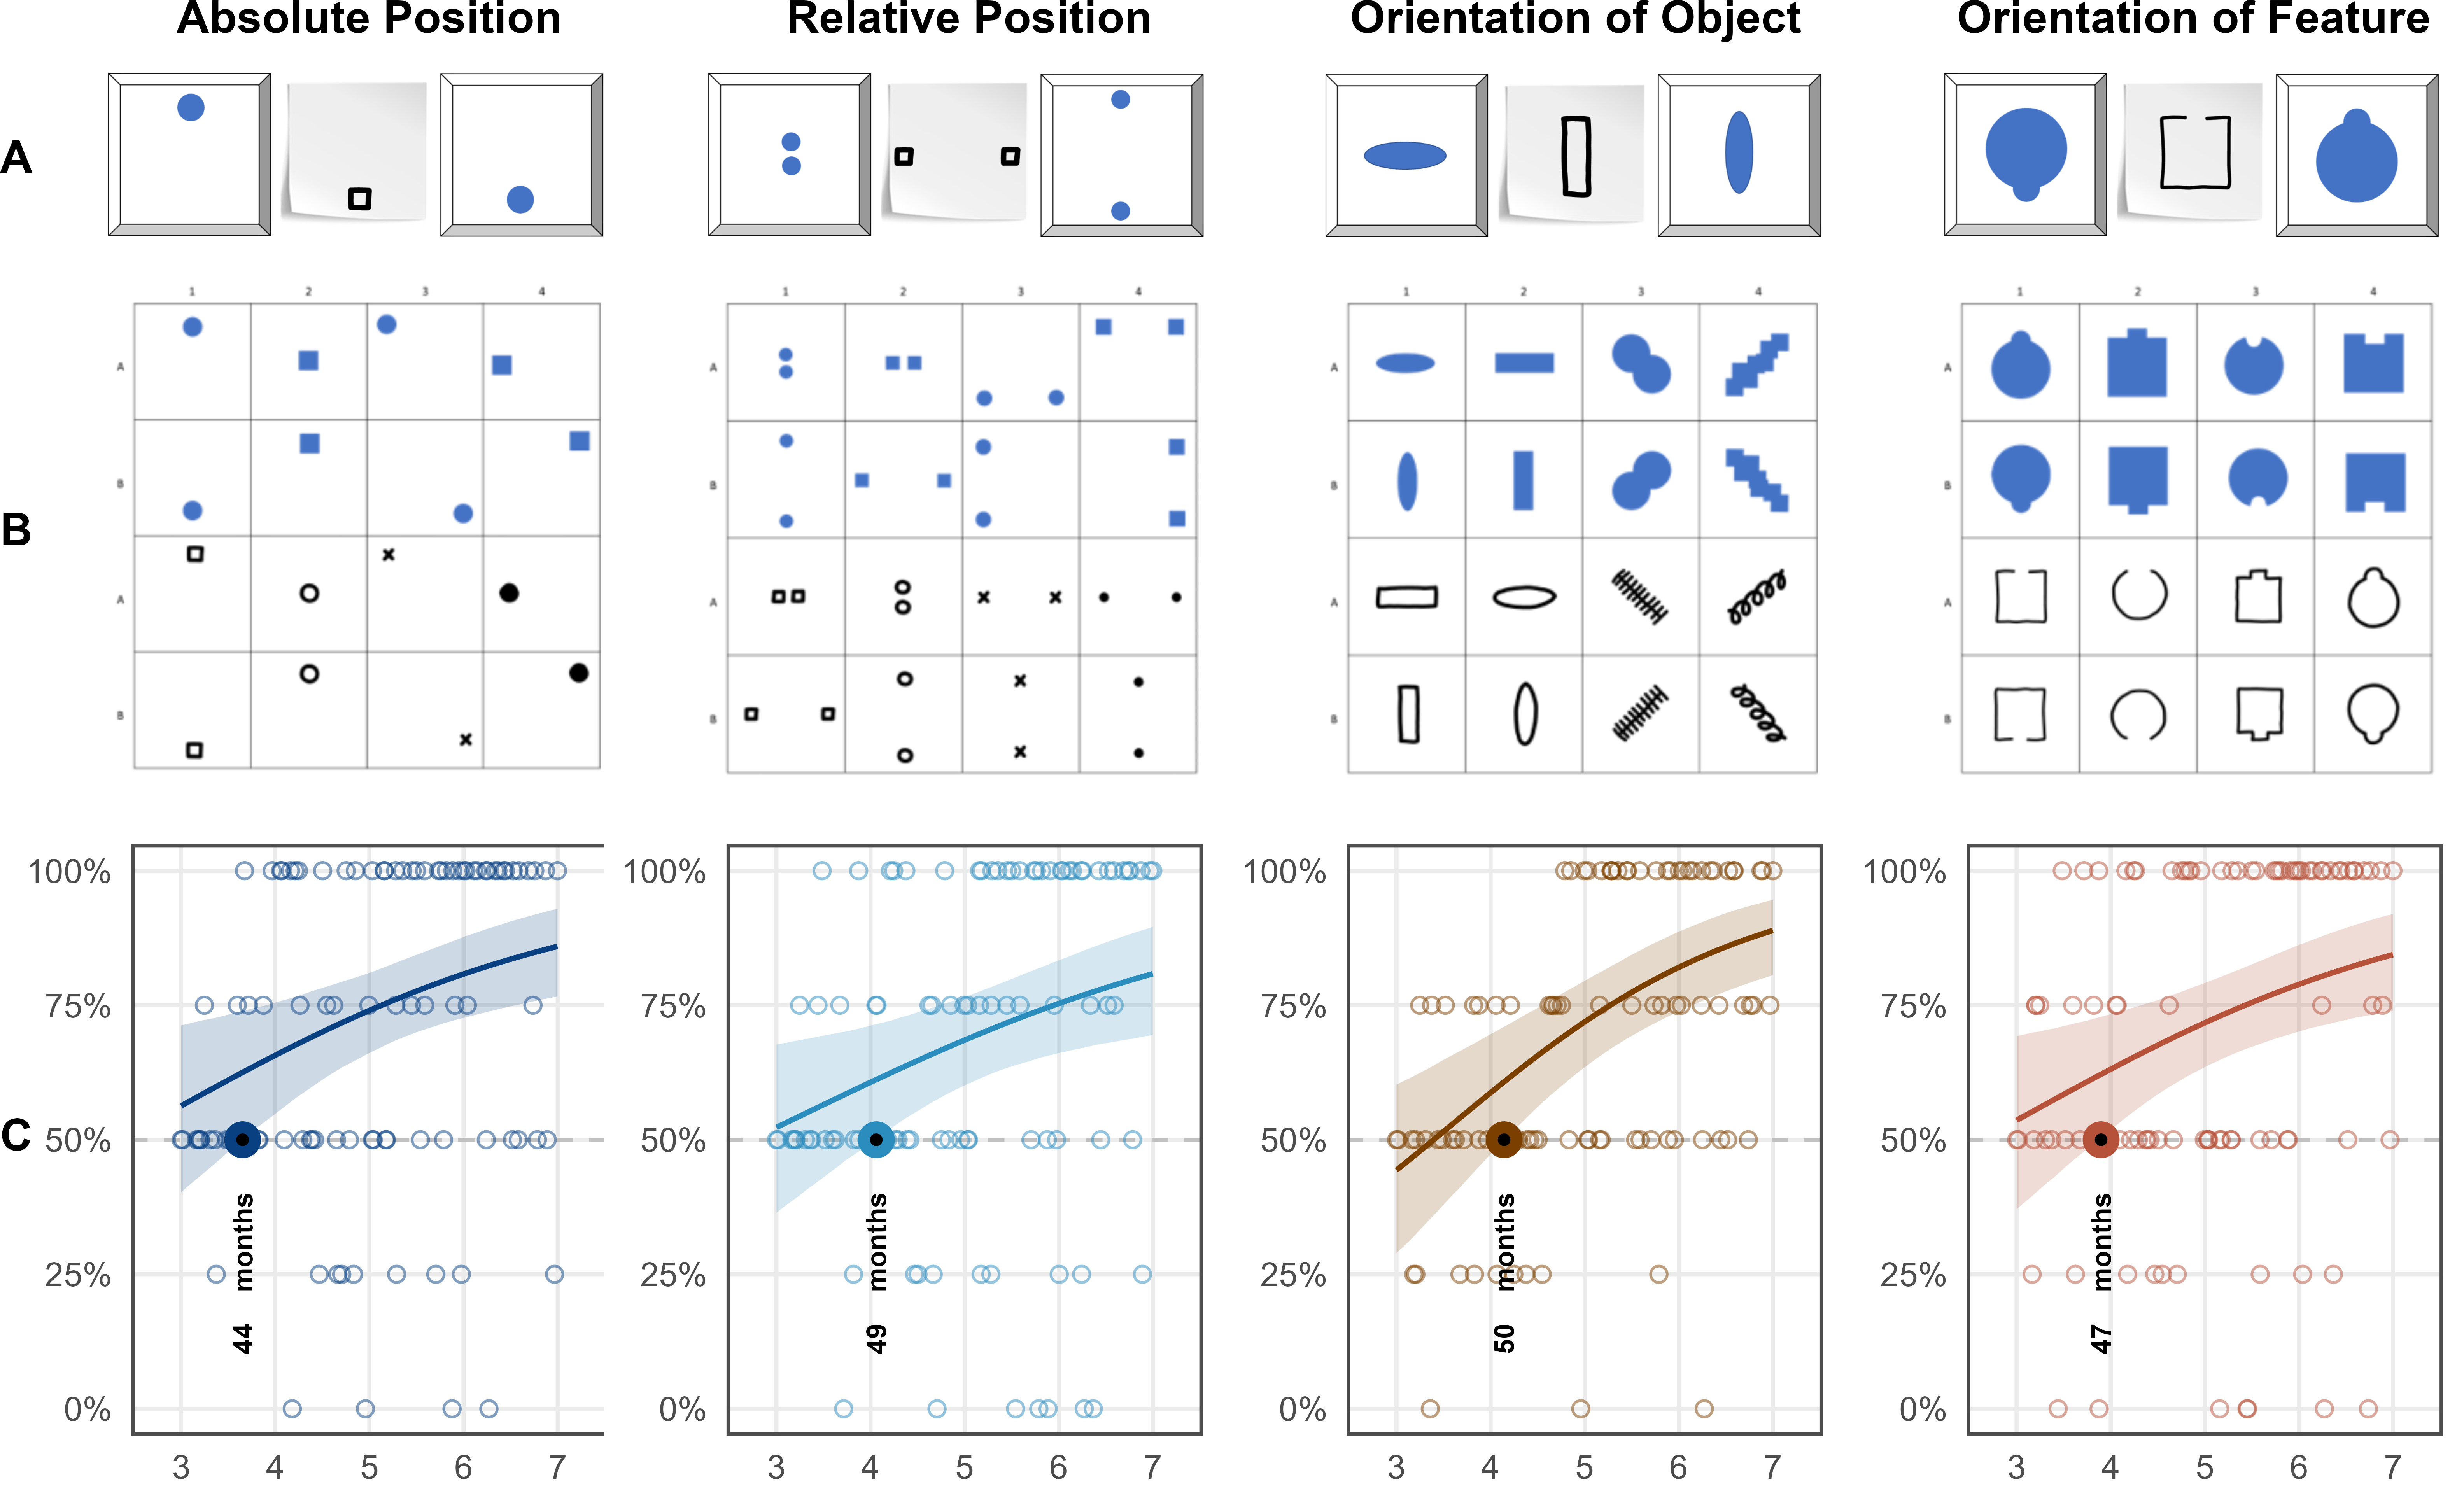 Absolute Position Relative Position Orientation of Object Orientation of Feature
A
1 2 3 4 1 2 3 4 1 2 3 4 1 2 3 4
A A A A
B B B B
B
A A A A
B B B B
100% 100% 100% 100%
75% 75% 75% 75%
C
50% 50% 50% 50%
44 months 49 months 50 months 47 months
25% 25% 25% 25%
0% 0% 0% 0%
3 4 5 6 7 3 4 5 6 7 3 4 5 6 7 3 4 5 6 7